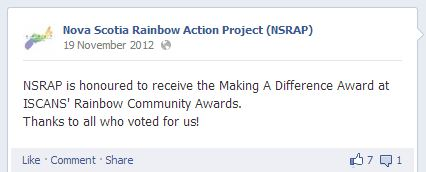 Nova Scotia Rainbow Action Project (NSRAP)
19 November 2012
NSRAP is honoured to receive the Making A Difference Award at
ISCANS' Rainbow Community Awards.
Thanks to all who voted for us!
Like · Comment · Share 7 1